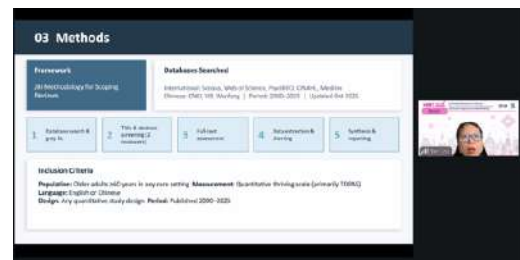 03 Methods
Framework
JBI Methodology for Scoping
Reviews
Databases Searched
International: Scopus, Web of Science, PsycINFO, CINAHL, Medline
Chinese: CNKI, VIP, Wanfang | Period: 2000–2025 | Updated Oct 2025
1 Database search &
grey lit.
2 Title & abstract
screening (2
reviewers)
3 Full-text
assessment
4 Data extraction &
charting
5 Synthesis &
reporting
Inclusion Criteria
Population: Older adults ≥60 years in any care setting Measurement: Quantitative thriving scale (primarily TOPAS)
Language: English or Chinese
Design: Any quantitative study design Period: Published 2000–2025